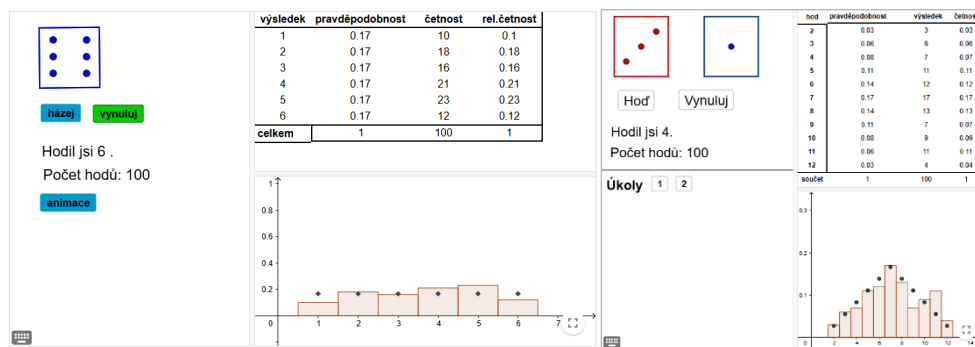 výsledek pravděpodobnost četnost rel.četnost
1 0.17 10 0.1
2 0.17 18 0.18
3 0.17 16 0.16
4 0.17 21 0.21
5 0.17 23 0.23
6 0.17 12 0.12
celkem 1 100 1
házej vynuluj
Hodil jsi 6 .
Počet hodů: 100
animace
1
0.8
0.6
0.4
0.2
0 1 2 3 4 5 6 7
Hoď Vynuluj
Hodil jsi 4.
Počet hodů: 100
Úkoly 1 2
hod pravděpodobnost výsledek četnos
2 0.03 3 0.03
3 0.06 6 0.06
4 0.08 7 0.07
5 0.11 11 0.11
6 0.14 12 0.12
7 0.17 17 0.17
8 0.14 13 0.13
9 0.11 7 0.07
10 0.08 9 0.09
11 0.06 11 0.11
12 0.03 4 0.04
součet 1 100 1
0.3
0.2
0.1
0 2 4 6 8 10 12 14